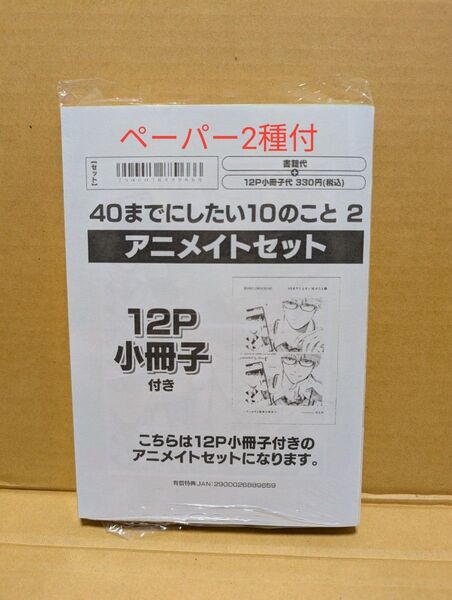 ペーパー2種付
【セット】
書籍代
+
12P小冊子代 330円(税込)
40までにしたい10のこと 2
アニメイトセット
12P
小冊子
付き
こちらは12P小冊子付きの
アニメイトセットになります。
有償特典JAN:2900026889659